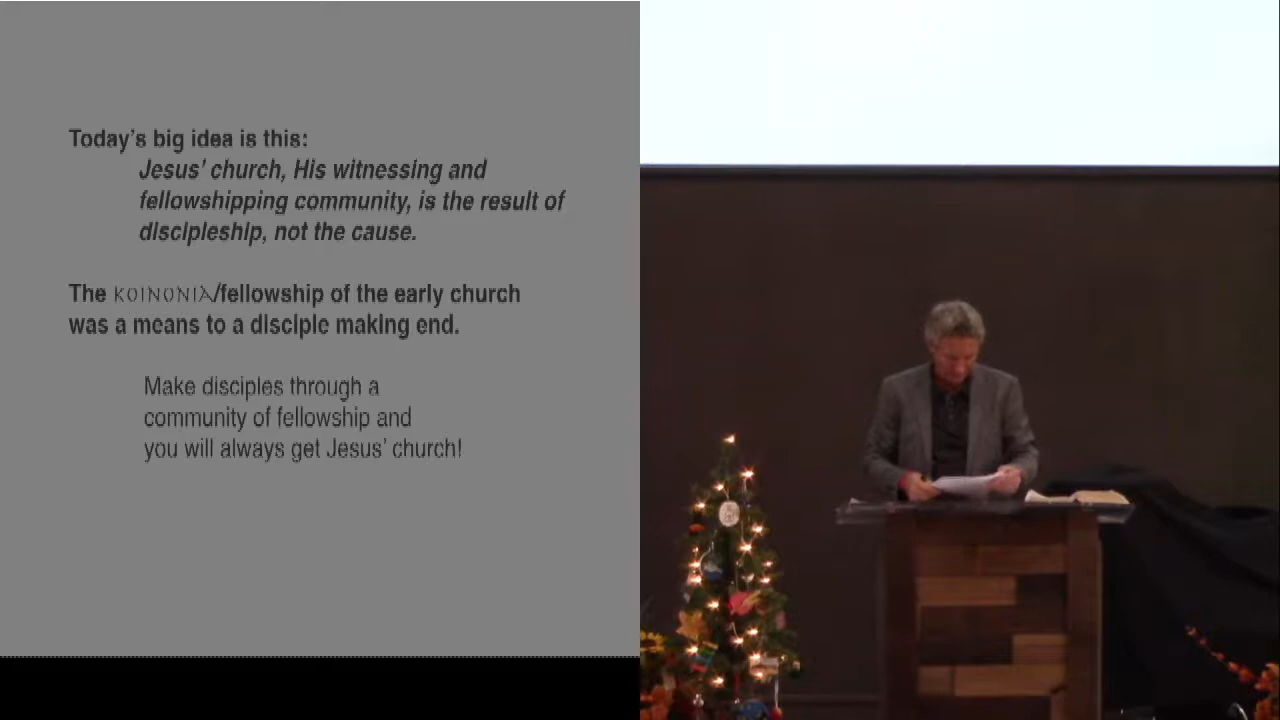 Today's big idea is this:
Jesus' church, His witnessing and
fellowshipping community, is the result of
discipleship, not the cause.
The KOINONIA/fellowship of the early church
was a means to a disciple making end.
Make disciples through a
community of fellowship and
you will always get Jesus' church!